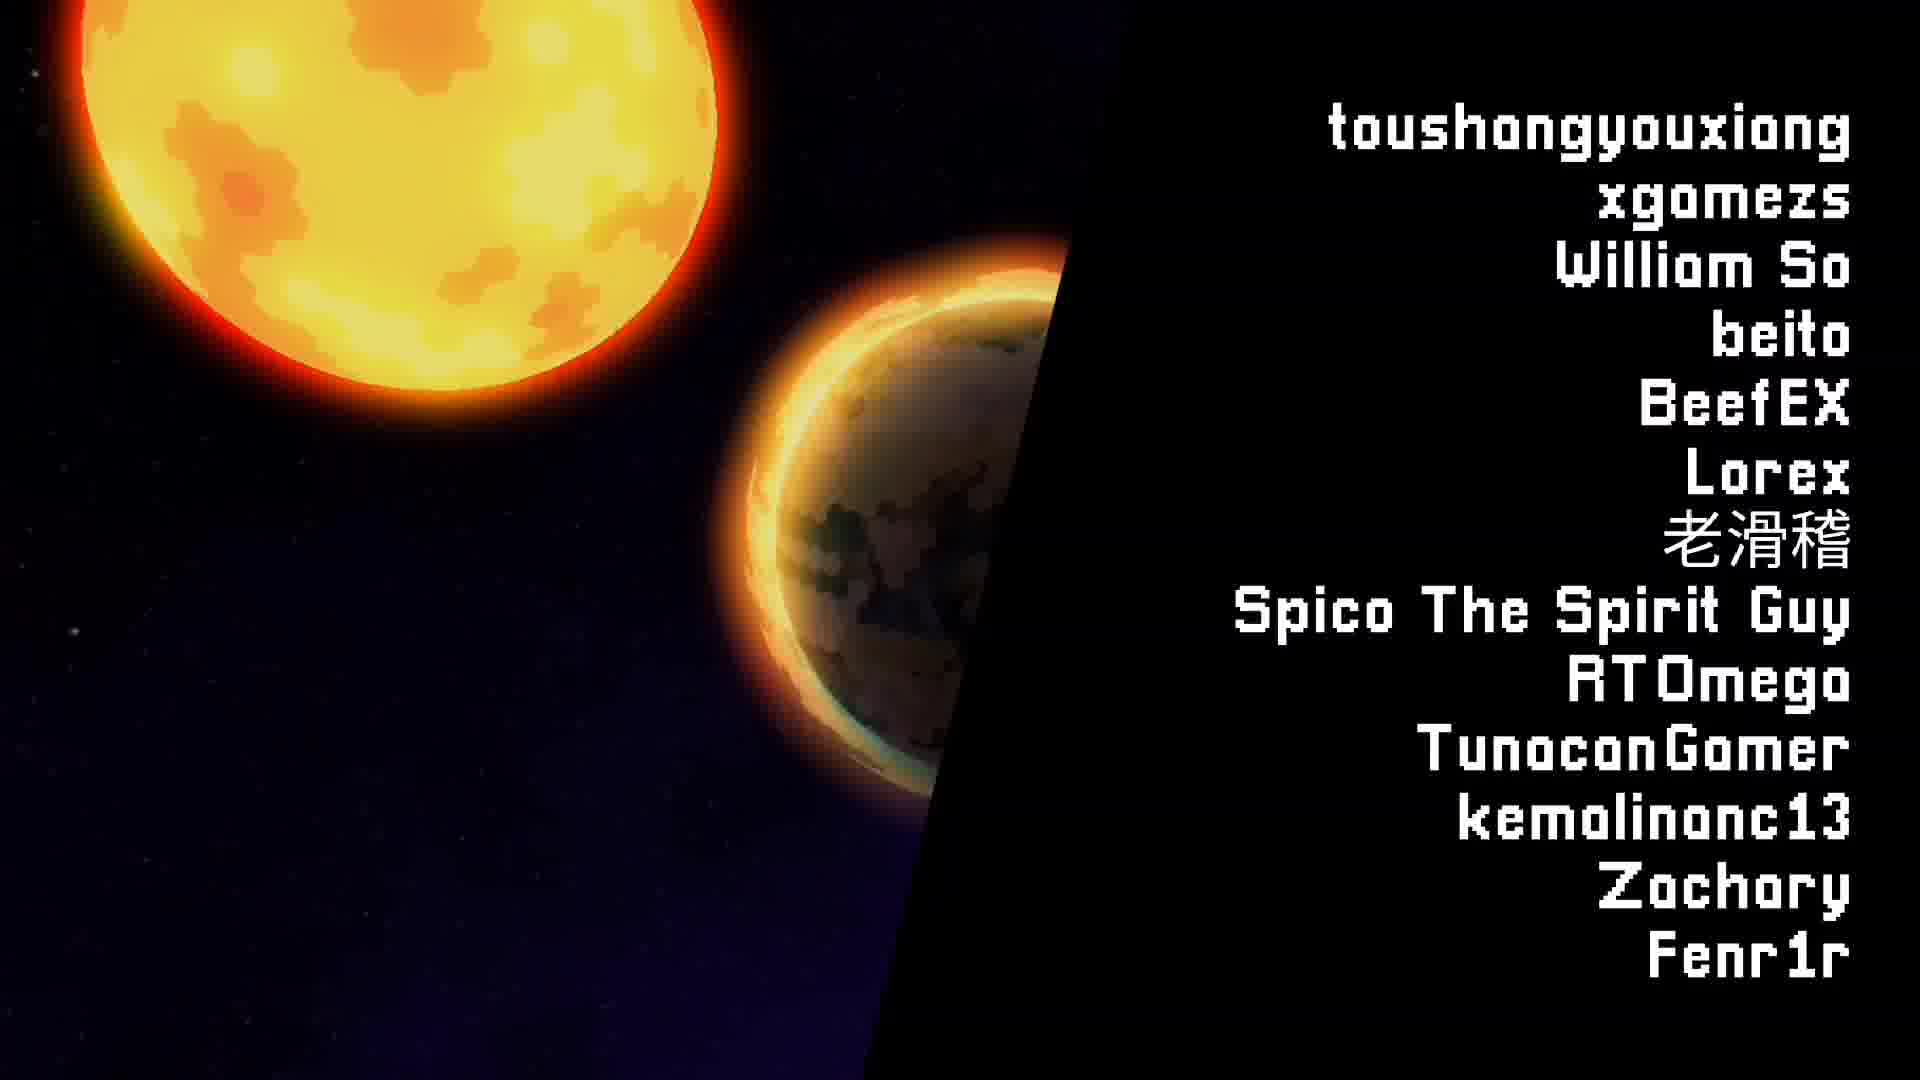 toushangyouxiang
xgamezs
William So
beito
BeefEX
Lorex
老滑稽
Spico The Spirit Guy
RTOmega
TunacanGamer
kemalinanc13
Zachary
Fenr1r